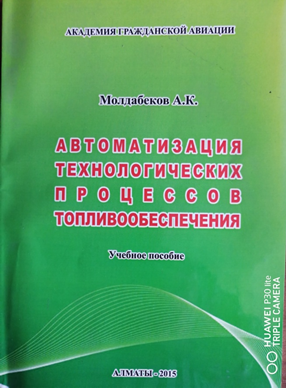 АКАДЕМИЯ ГРАЖДАНСКОЙ АВИАЦИИ
Молдабеков А.К.
АВТОМАТИЗАЦИЯ
ТЕХНОЛОГИЧЕСКИХ
ПРОЦЕССОВ
ТОПЛИВООБЕСПЕЧЕНИЯ
Учебное пособие
АЛМАТЫ - 2015
HUAWEI P30 lite
TRIPLE CAMERA